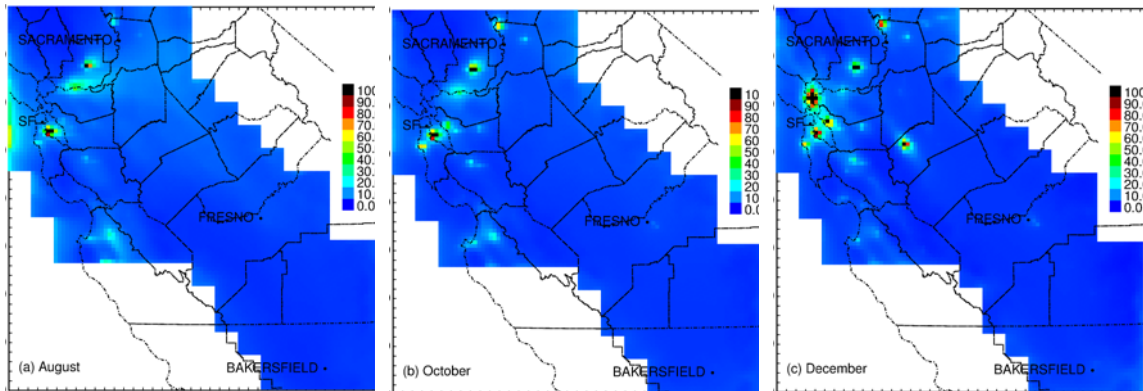 SACRAMENTO
SF
FRESNO
BAKERSFIELD
100
90.
80.
70.
60.
50.
40.
30.
20.
10.
0.0
(a) August
SACRAMENTO
SF
FRESNO
BAKERSFIELD
100
90.
80.
70.
60.
50.
40.
30.
20.
10.
0.0
(b) October
SACRAMENTO
SF
FRESNO
BAKERSFIELD
100
90.
80.
70.
60.
50.
40.
30.
20.
10.
0.0
(c) December